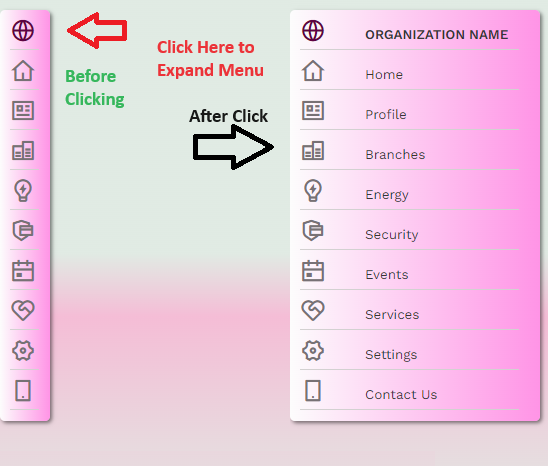 Click Here to
Expand Menu
Before
Clicking
After Click
ORGANIZATION NAME
Home
Profile
Branches
Energy
Security
Events
Services
Settings
Contact Us